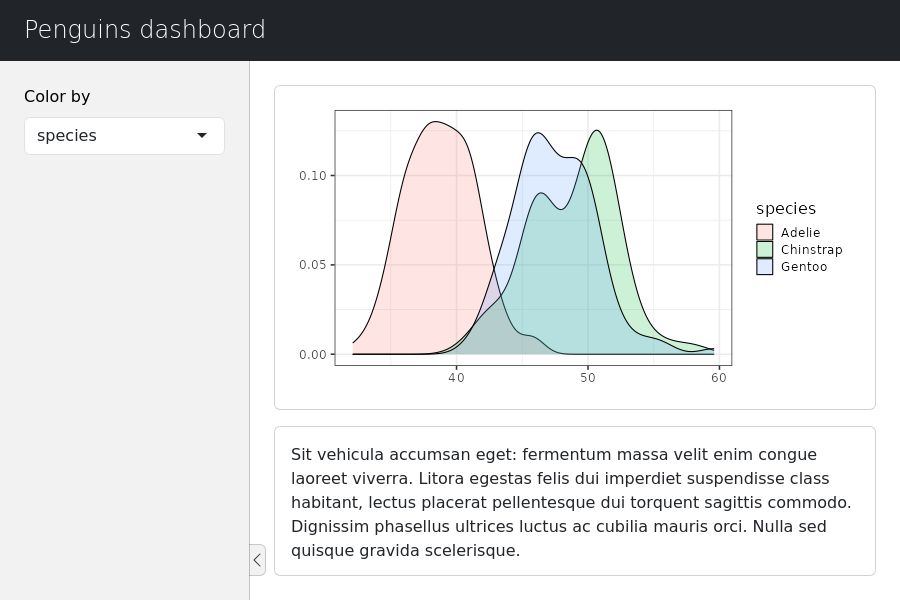 Penguins dashboard
Color by
species
0.10
0.05
0.00
40 50 60
species
Adelie
Chinstrap
Gentoo
Sit vehicula accumsan eget: fermentum massa velit enim congue
laoreet viverra. Litora egestas felis dui imperdiet suspendisse class
habitant, lectus placerat pellentesque dui torquent sagittis commodo.
Dignissim phasellus ultrices luctus ac cubilia mauris orci. Nulla sed
quisque gravida scelerisque.